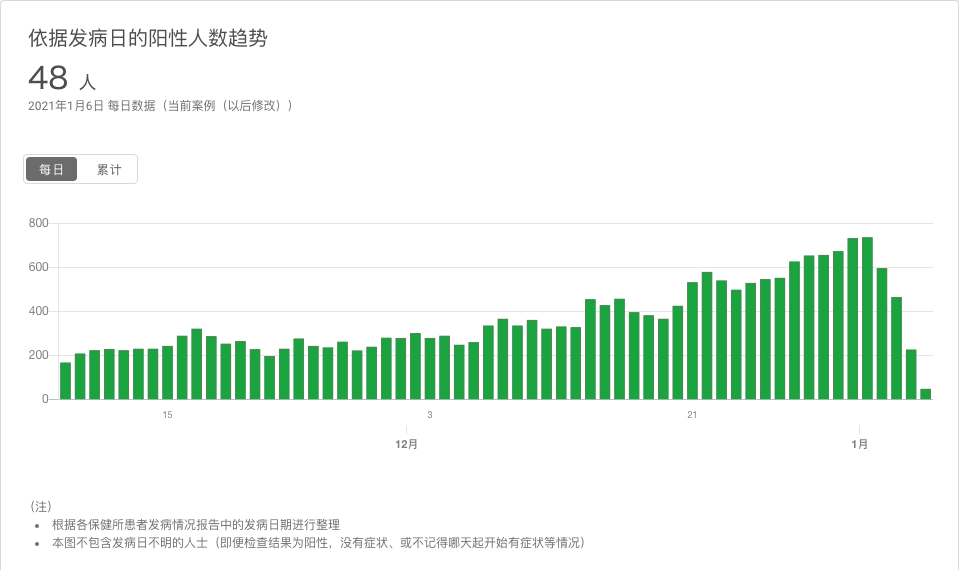 依据发病日的阳性人数趋势
48 人
2021年1月6日 每日数据（当前案例（以后修改））
每日 累计
800
600
400
200
0
15 3 21
12月 1月
（注）
• 根据各保健所患者发病情况报告中的发病日期进行整理
• 本图不包含发病日不明的人士（即便检查结果为阳性，没有症状、或不记得哪天起开始有症状等情况）